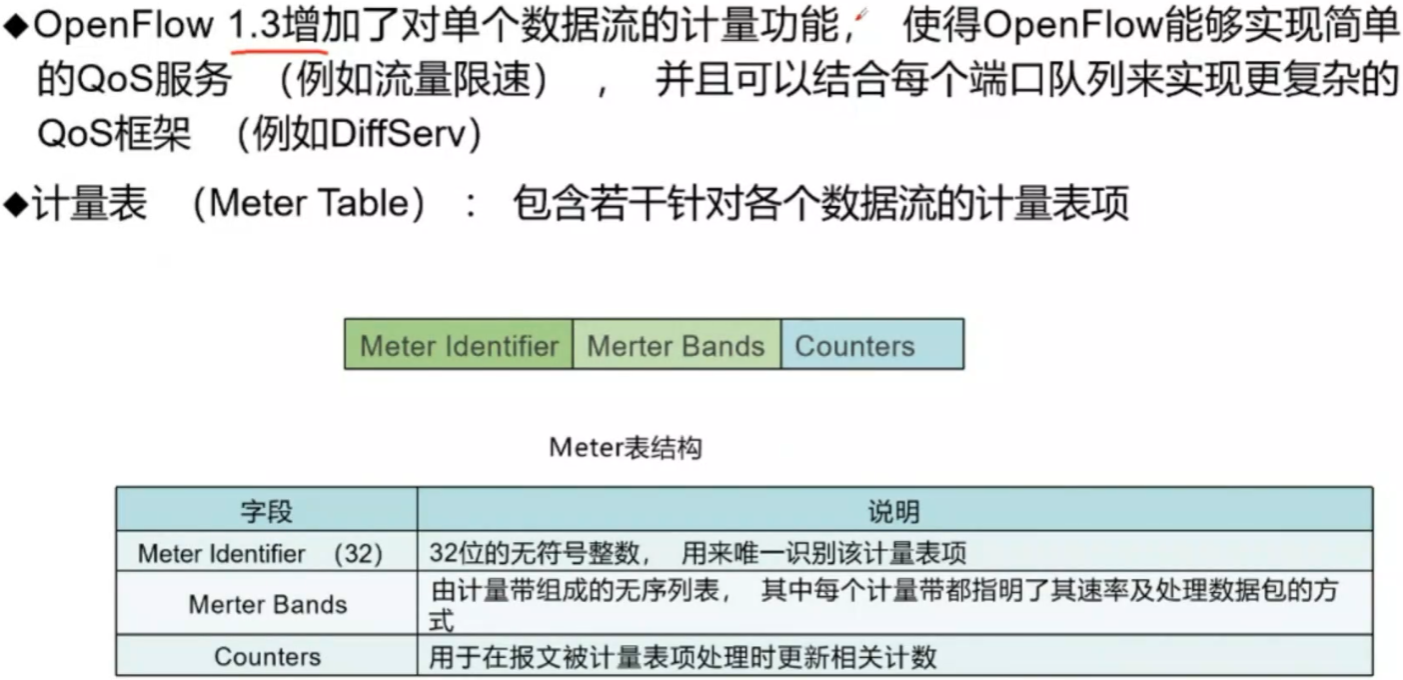 ◆OpenFlow 1.3增加了对单个数据流的计量功能， 使得OpenFlow能够实现简单
的QoS服务 （例如流量限速） ， 并且可以结合每个端口队列来实现更复杂的
QoS框架 （例如DiffServ）
◆计量表 （Meter Table） ： 包含若干针对各个数据流的计量表项
Meter Identifier Merter Bands Counters
Meter表结构
字段 说明
Meter Identifier （32） 32位的无符号整数， 用来唯一识别该计量表项
Merter Bands 由计量带组成的无序列表， 其中每个计量带都指明了其速率及处理数据包的方
式
Counters 用于在报文被计量表项处理时更新相关计数